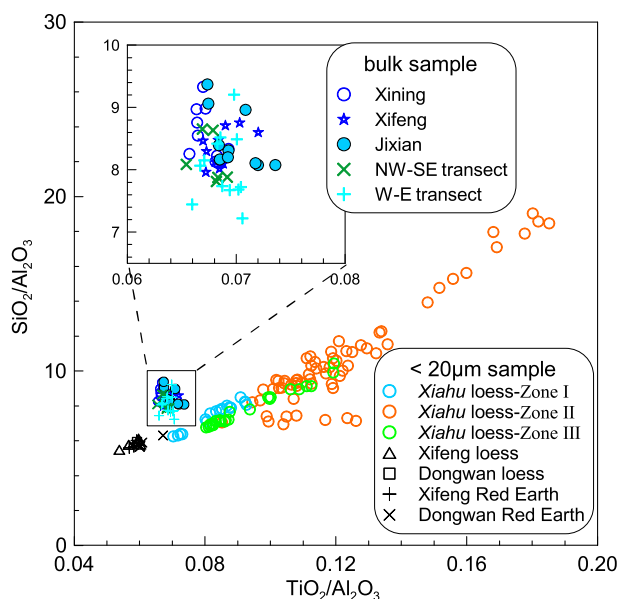 30
20
10
0
SiO2/Al2O3
0.04
0.08
0.12
0.16
0.20
TiO2/Al2O3
10
9
8
7
0.06
0.07
0.08
bulk sample
Xining
Xifeng
Jixian
NW-SE transect
W-E transect
< 20µm sample
Xiahu loess-Zone I
Xiahu loess-Zone II
Xiahu loess-Zone III
Xifeng loess
Dongwan loess
Xifeng Red Earth
Dongwan Red Earth